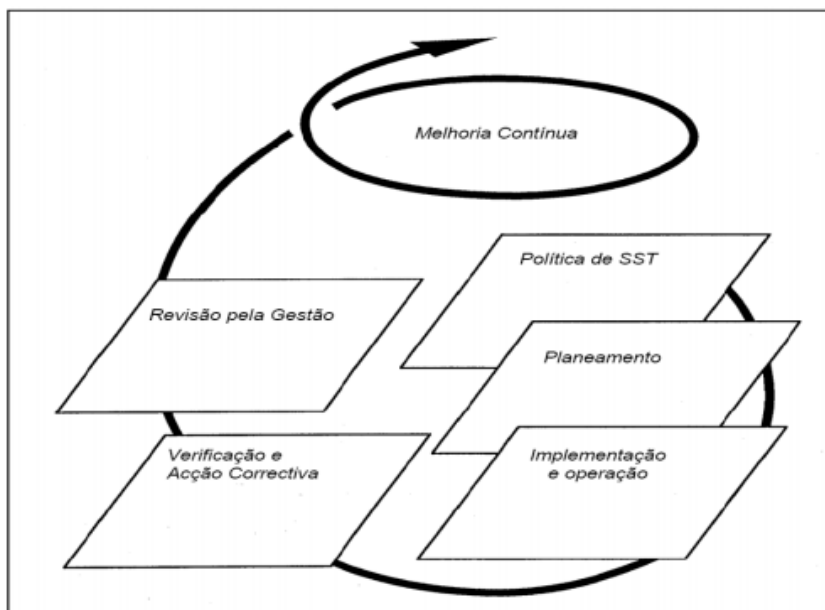 Melhoria Contínua
Política de SST
Revisão pela Gestão
Planeamento
Verificação e
Acção Correctiva
Implementação
e operação